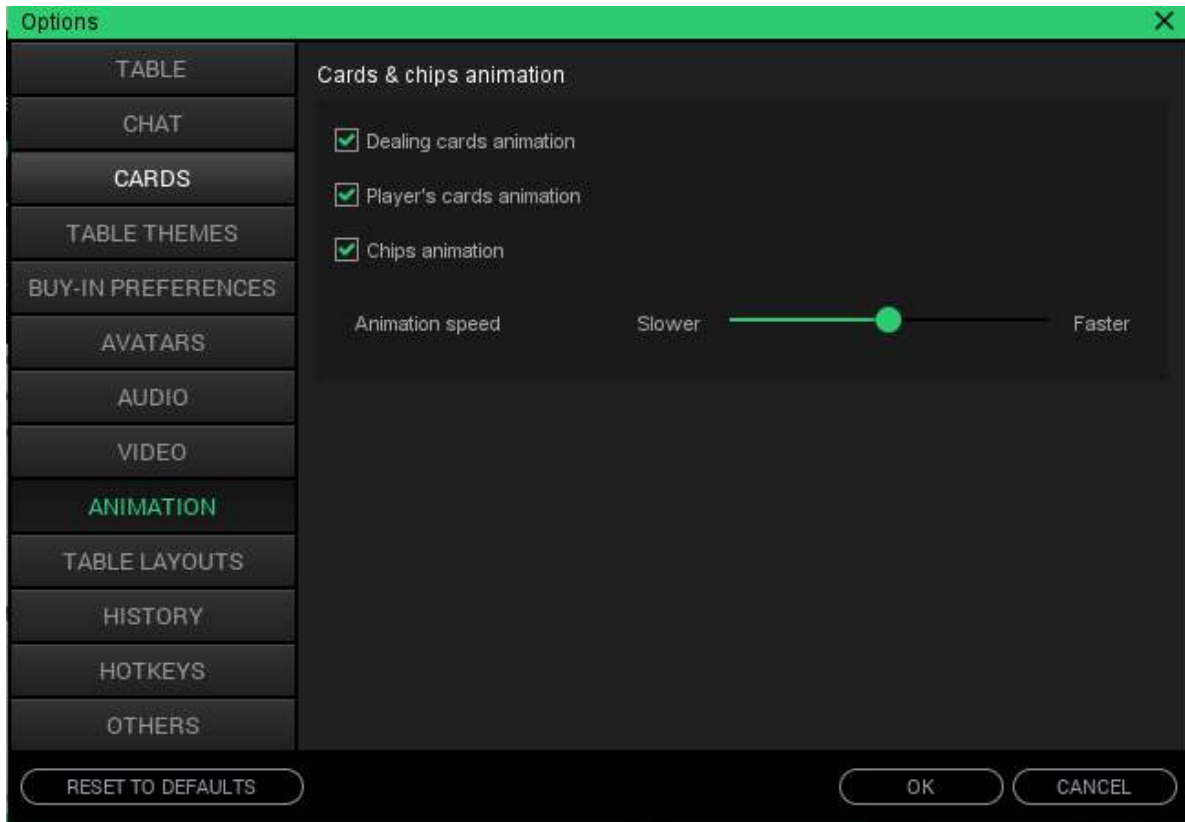 Options
TABLE
CHAT
CARDS
TABLE THEMES
BUY-IN PREFERENCES
AVATARS
AUDIO
VIDEO
ANIMATION
TABLE LAYOUTS
HISTORY
HOTKEYS
OTHERS
Cards & chips animation
Dealing cards animation
Player's cards animation
Chips animation
Animation speed Slower Faster
RESET TO DEFAULTS OK CANCEL